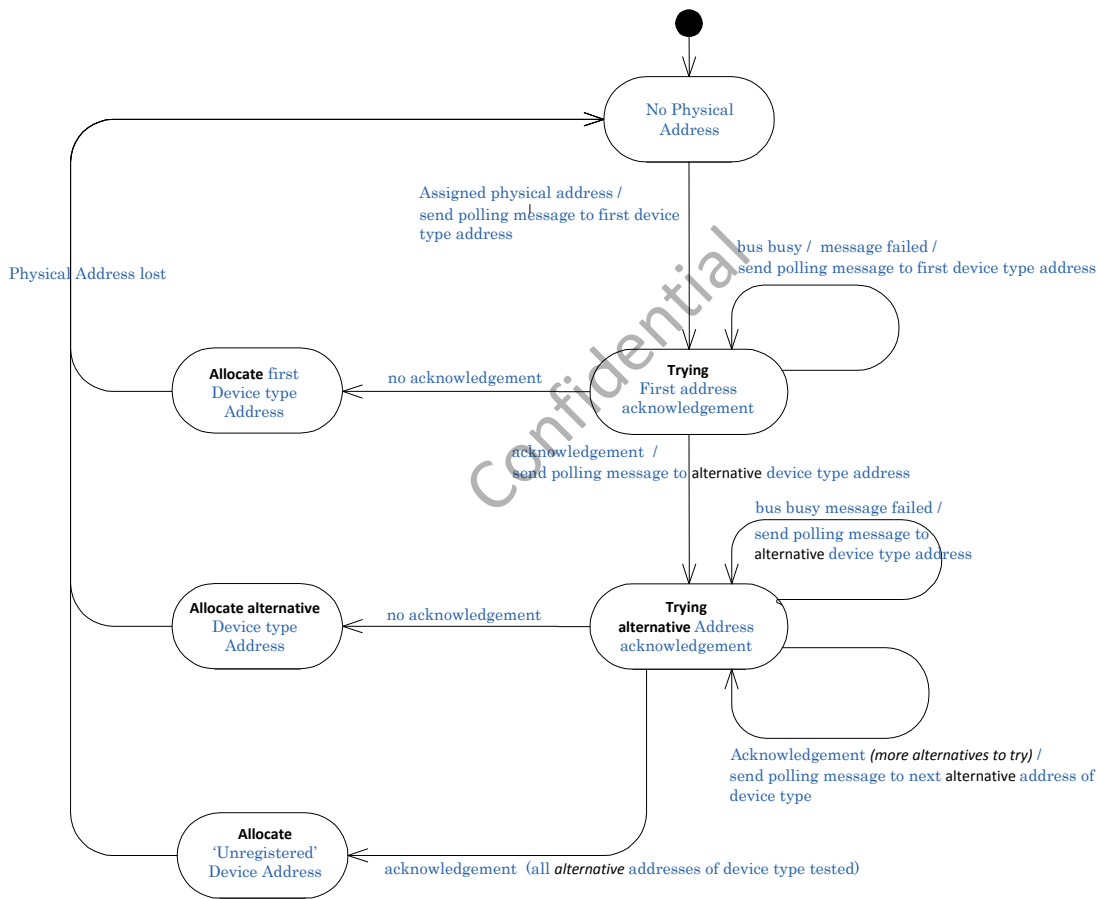 No Physical
Address
Assigned physical address /
send polling message to first device
type address
bus busy /  message failed /
send polling message to first device type address
Physical Address lost
Allocate first
Device type
Address
no acknowledgement
Trying
First address
acknowledgement
Confidential
acknowledgement  /
send polling message to alternative device type address
bus busy message failed /
send polling message to
alternative device type address
Allocate alternative
Device type
Address
no acknowledgement
Trying
alternative Address
acknowledgement
Acknowledgement (more alternatives to try) /
send polling message to next alternative address of
device type
Allocate
‘Unregistered’
Device Address
acknowledgement  (all alternative addresses of device type tested)